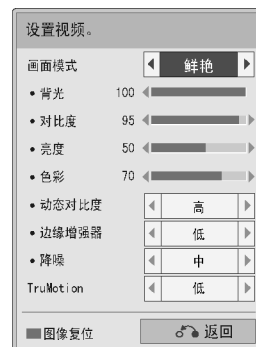 设置视频。
画面模式 鲜艳
• 背光 100
• 对比度 95
• 亮度 50
• 色彩 70
• 动态对比度 高
• 边缘增强器 低
• 降噪 中
TruMotion 低
图像复位 返回